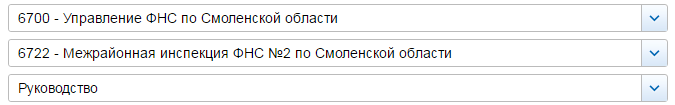 6700 - Управление ФНС по Смоленской области
6722 - Межрайонная инспекция ФНС №2 по Смоленской области
Руководство